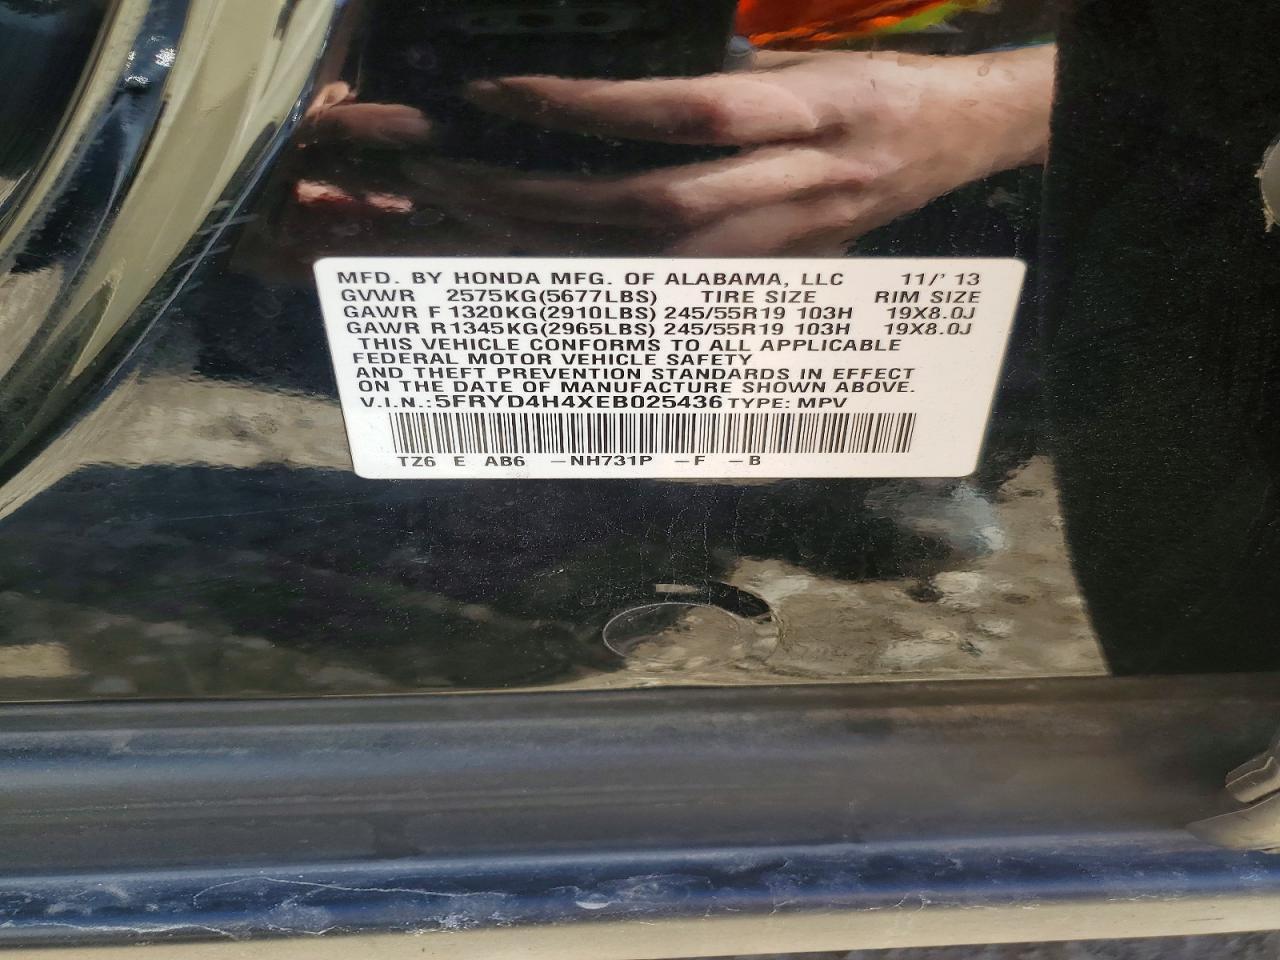 MFD. BY HONDA MFG. OF ALABAMA, LLC 11/' 13
GVWR 2575KG(5677LBS) TIRE SIZE RIM SIZE
GAWR F 1320KG(2910LBS) 245/55R19 103H 19X8.0J
GAWR R1345KG(2965LBS) 245/55R19 103H 19X8.0J
THIS VEHICLE CONFORMS TO ALL APPLICABLE
FEDERAL MOTOR VEHICLE SAFETY
AND THEFT PREVENTION STANDARDS IN EFFECT
ON THE DATE OF MANUFACTURE SHOWN ABOVE.
V.I.N.:5FRYD4H4XEB025436 TYPE: MPV
TZ6 E AB6 -NH731P -F -B